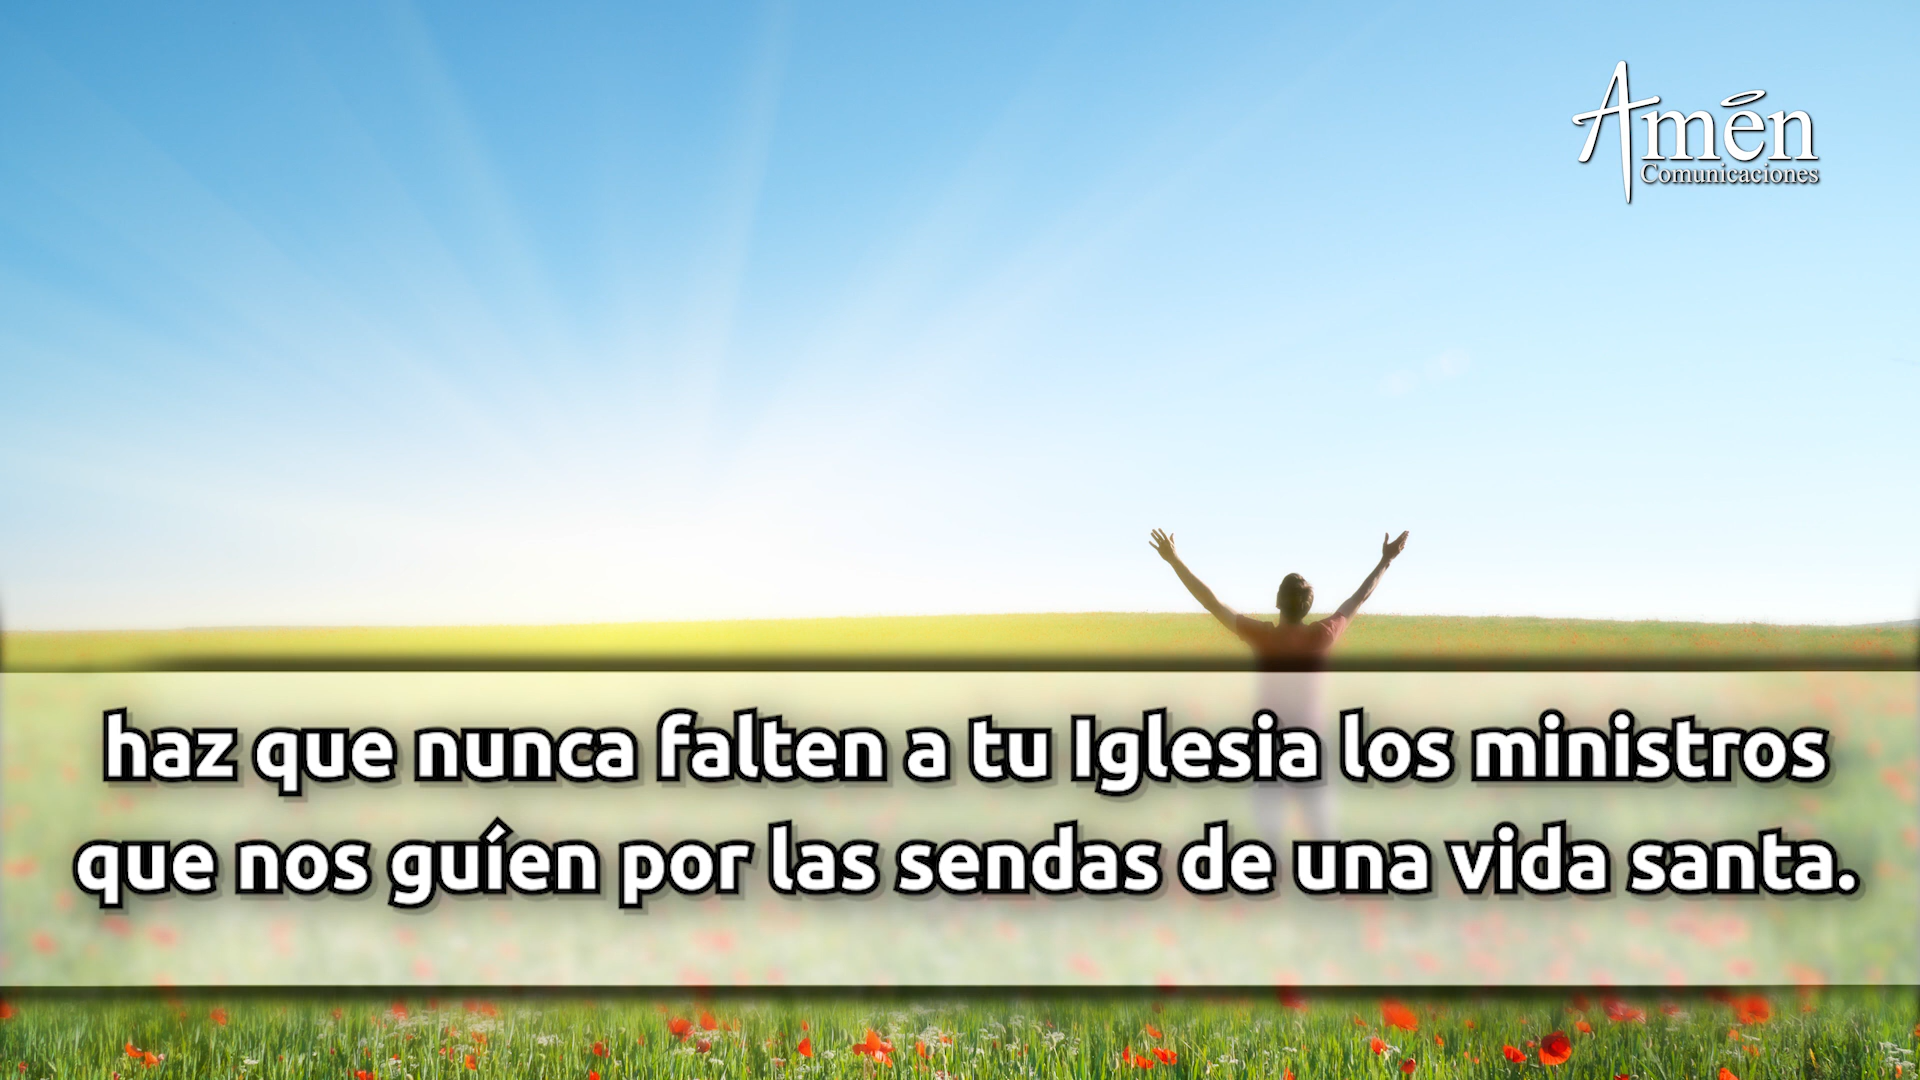 Amén
Comunicaciones
haz que nunca falten a tu Iglesia los ministros
que nos guíen por las sendas de una vida santa.